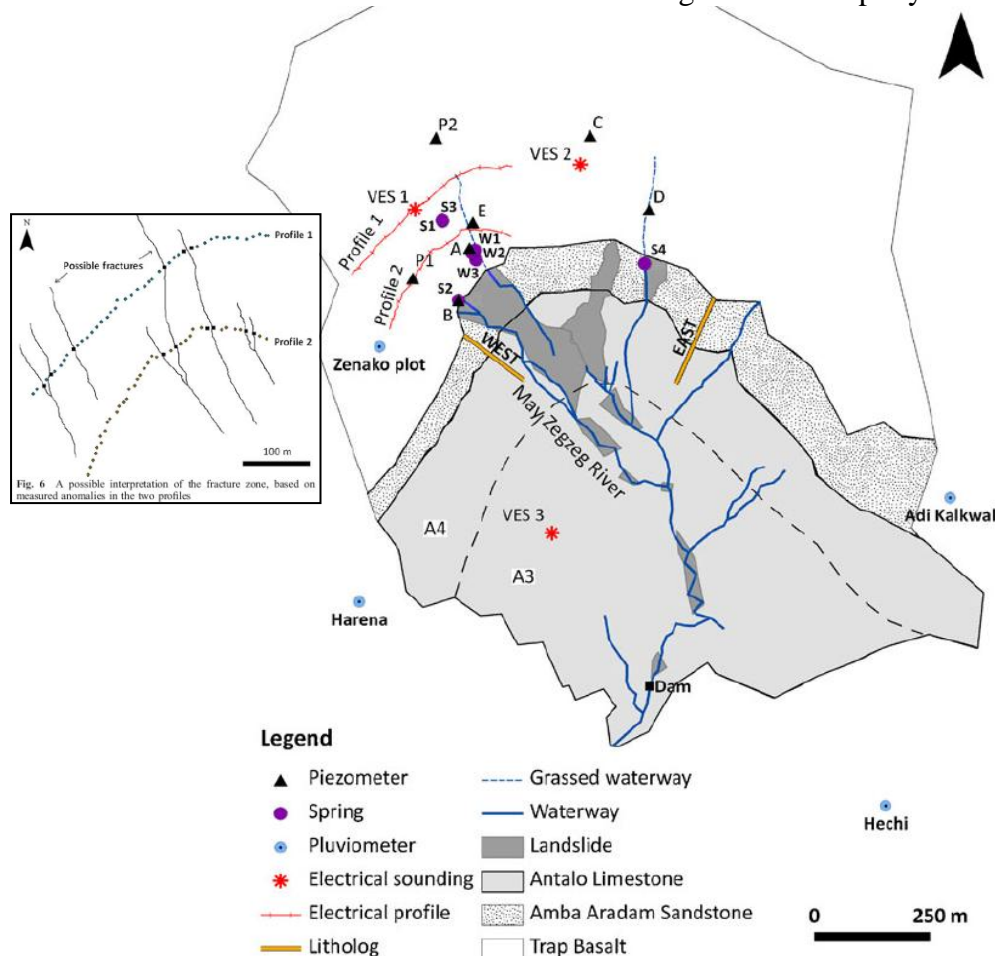 P2
C
VES 2
VES 1
S3
S1
E
D
Profile 1
A
W1
W2
W3
S4
P1
Profile 2
S2
B
WEST
EAST
Zenako plot
May Zegzeg River
Adi Kalkwal
VES 3
A4
A3
Harena
Dam
Hechi
N
Profile 1
Possible fractures
Profile 2
100 m
Fig. 6 A possible interpretation of the fracture zone, based on
measured anomalies in the two profiles
Legend
Piezometer
Spring
Pluviometer
Electrical sounding
Electrical profile
Litholog
Grassed waterway
Waterway
Landslide
Antalo Limestone
Amba Aradam Sandstone
Trap Basalt
0 250 m